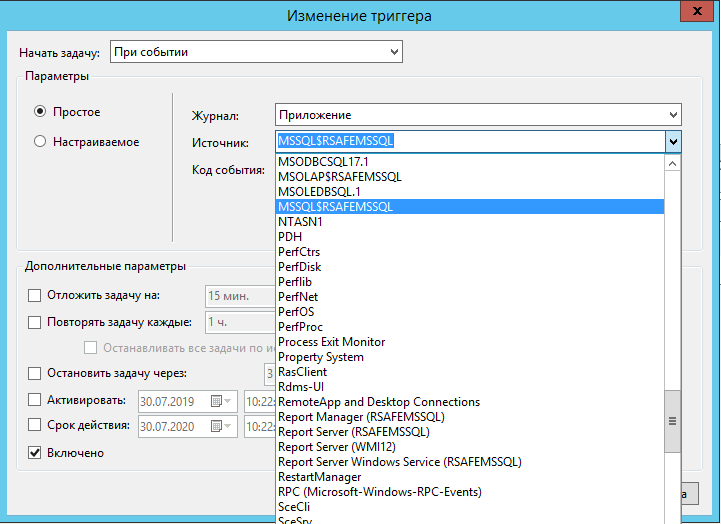 Изменение триггера
Начать задачу: При событии
Параметры
Простое
Настраиваемое
Журнал: Приложение
Источник: MSSQL$RSAFEMSSQL
Код события:
MSODBCSQL17.1
MSOLAP$RSAFEMSSQL
MSOLEDBSQL.1
MSSQL$RSAFEMSSQL
NTASN1
PDH
PerfCtrs
PerfDisk
Perflib
PerfNet
PerfOS
PerfProc
Process Exit Monitor
Property System
RasClient
Rdms-UI
RemoteApp and Desktop Connections
Report Manager (RSAFEMSSQL)
Report Server (RSAFEMSSQL)
Report Server (WMI12)
Report Server Windows Service (RSAFEMSSQL)
RestartManager
RPC (Microsoft-Windows-RPC-Events)
SceCli
SceSrv
Дополнительные параметры
Отложить задачу на: 15 мин.
Повторять задачу каждые: 1 ч.
Останавливать все задачи по ис
Остановить задачу через: 3
Активировать: 30.07.2019 10:22:
Срок действия: 30.07.2020 10:22:
Включено
а